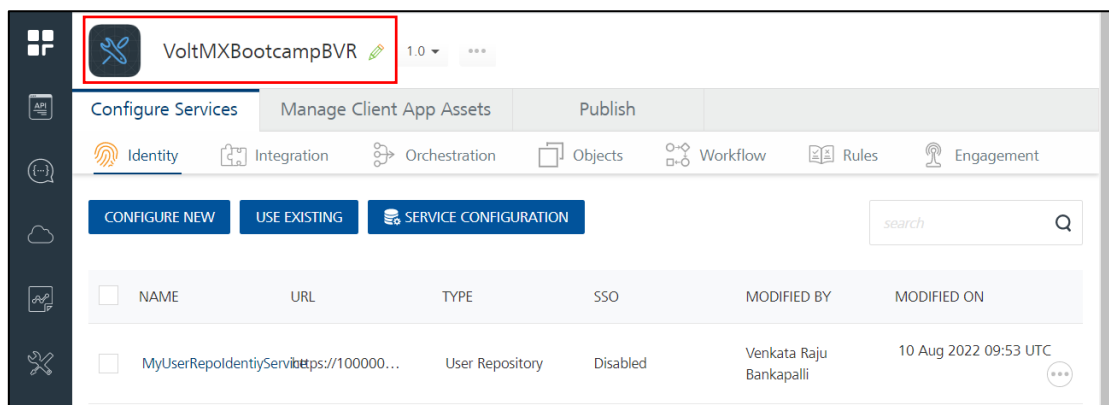 VoltMXBootcampBVR 1.0
API
Configure Services Manage Client App Assets Publish
Identity Integration Orchestration Objects Workflow Rules Engagement
CONFIGURE NEW USE EXISTING SERVICE CONFIGURATION search
NAME URL TYPE SSO MODIFIED BY MODIFIED ON
MyUserRepoIdentiyService https://100000... User Repository Disabled Venkata Raju Bankapalli 10 Aug 2022 09:53 UTC